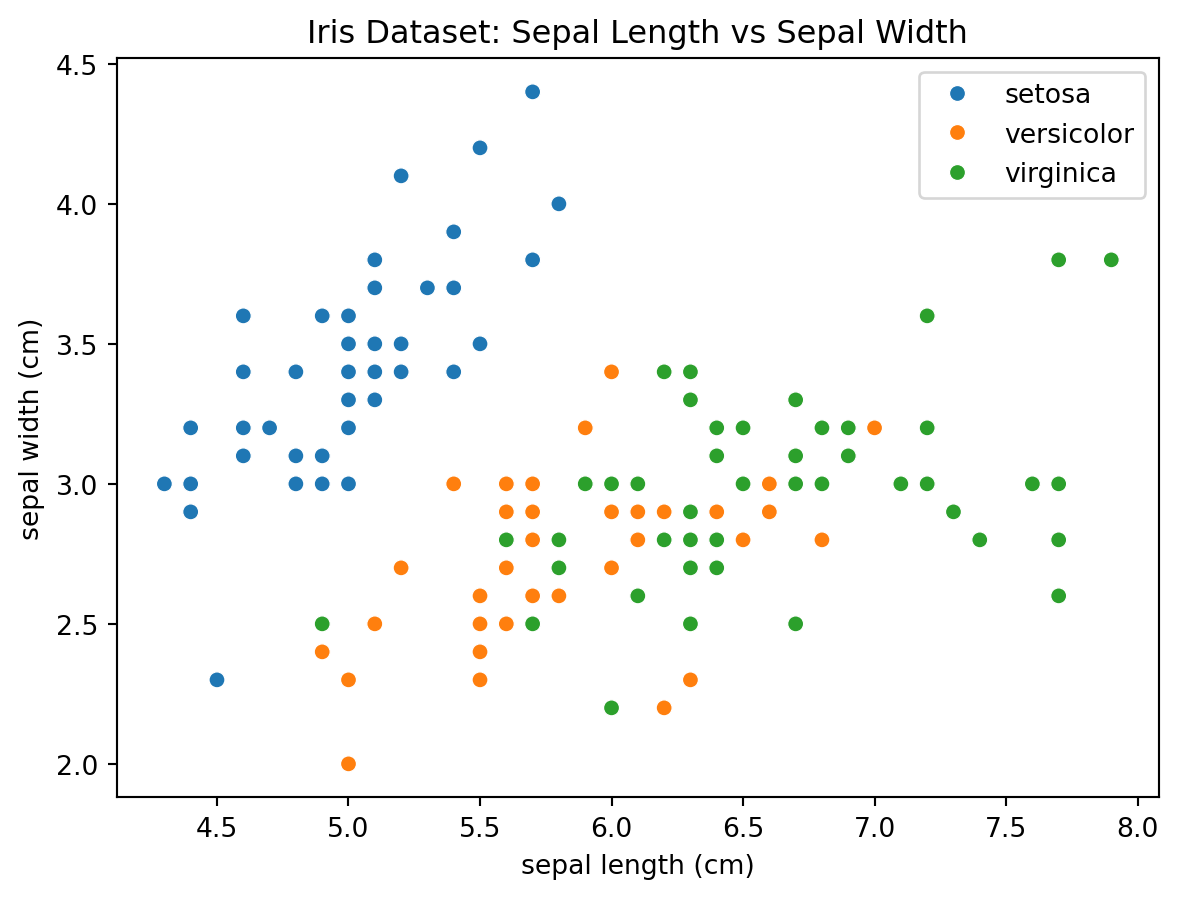 Iris Dataset: Sepal Length vs Sepal Width
4.5
4.0
3.5
3.0
2.5
2.0
sepal width (cm)
setosa
versicolor
virginica
4.5 5.0 5.5 6.0 6.5 7.0 7.5 8.0
sepal length (cm)